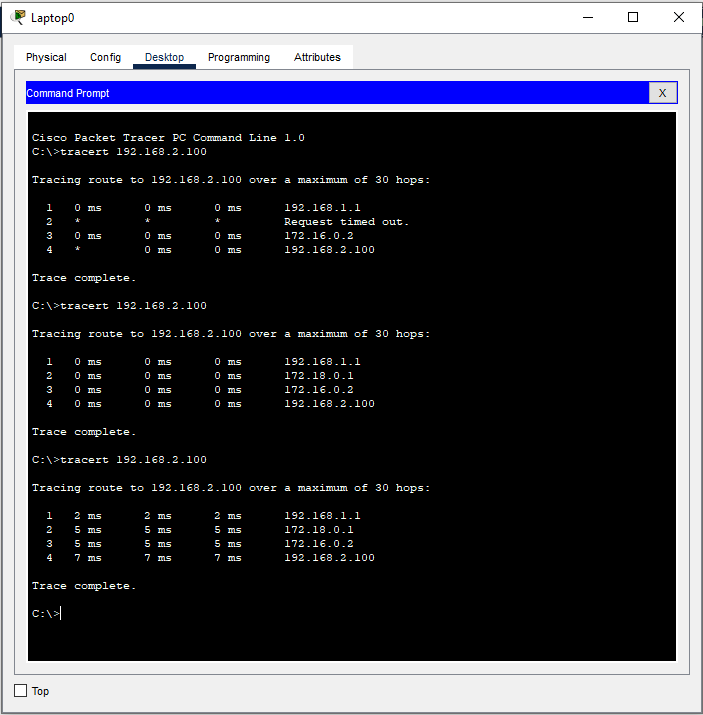 Laptop0
Physical Config Desktop Programming Attributes
Command Prompt X
Cisco Packet Tracer PC Command Line 1.0
C:\>tracert 192.168.2.100
Tracing route to 192.168.2.100 over a maximum of 30 hops:
1 0 ms 0 ms 0 ms 192.168.1.1
2 * * * Request timed out.
3 0 ms 0 ms 0 ms 172.16.0.2
4 * 0 ms 0 ms 192.168.2.100
Trace complete.
C:\>tracert 192.168.2.100
Tracing route to 192.168.2.100 over a maximum of 30 hops:
1 0 ms 0 ms 0 ms 192.168.1.1
2 0 ms 0 ms 0 ms 172.18.0.1
3 0 ms 0 ms 0 ms 172.16.0.2
4 0 ms 0 ms 0 ms 192.168.2.100
Trace complete.
C:\>tracert 192.168.2.100
Tracing route to 192.168.2.100 over a maximum of 30 hops:
1 2 ms 2 ms 2 ms 192.168.1.1
2 5 ms 5 ms 5 ms 172.18.0.1
3 5 ms 5 ms 5 ms 172.16.0.2
4 7 ms 7 ms 7 ms 192.168.2.100
Trace complete.
C:\>
Top